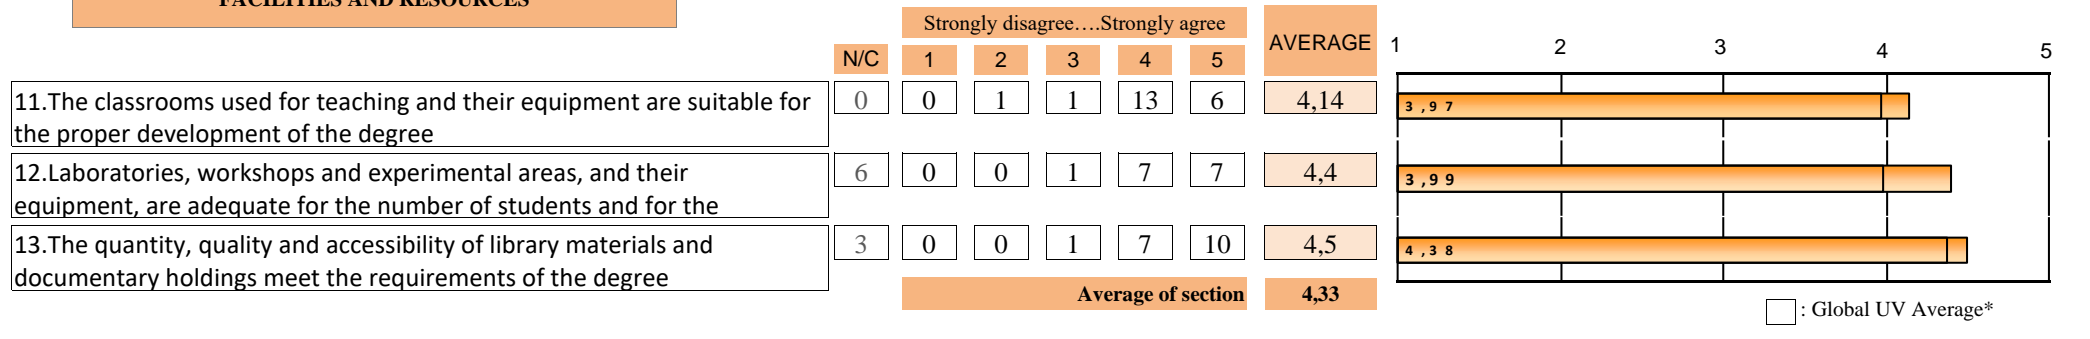 FACILITIES AND RESOURCES
Strongly disagree….Strongly agree
AVERAGE
N/C 1 2 3 4 5
1 2 3 4 5
11.The classrooms used for teaching and their equipment are suitable for
the proper development of the degree
0 0 1 1 13 6 4,14
3,97
12.Laboratories, workshops and experimental areas, and their
equipment, are adequate for the number of students and for the
6 0 0 1 7 7 4,4
3,99
13.The quantity, quality and accessibility of library materials and
documentary holdings meet the requirements of the degree
3 0 0 1 7 10 4,5
4,38
Average of section 4,33
: Global UV Average*